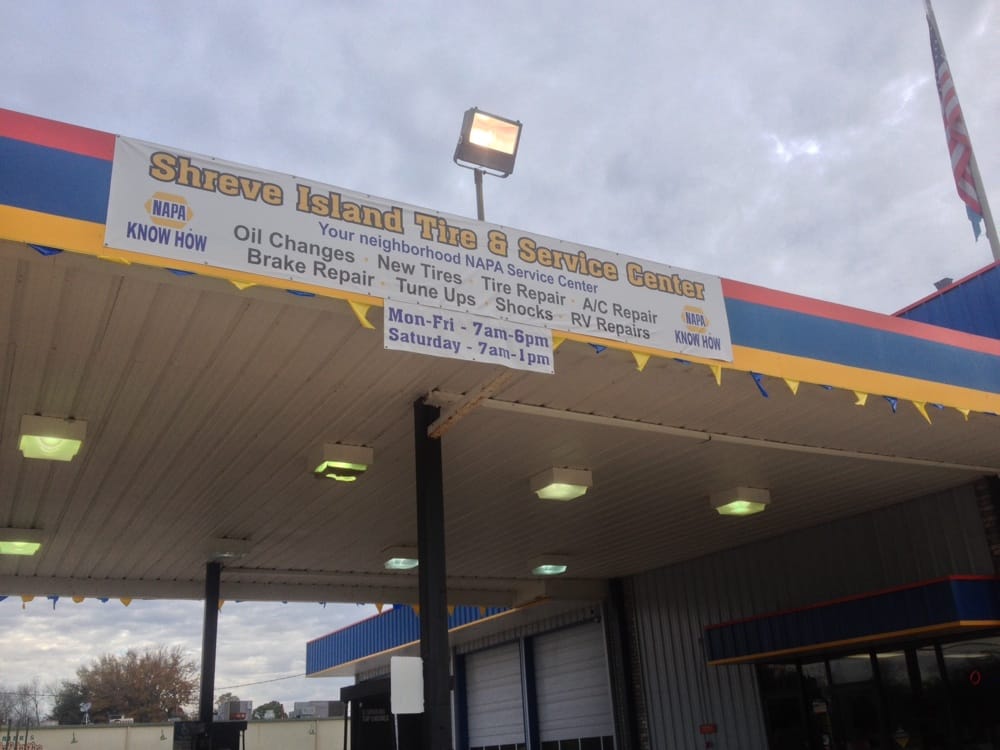 Shreve Island Tire & Service Center
NAPA
KNOW HOW
Your neighborhood NAPA Service Center
Oil Changes · New Tires · Tire Repair · A/C Repair
Brake Repair · Tune Ups · Shocks · RV Repairs
NAPA
KNOW HOW
Mon-Fri - 7am-6pm
Saturday - 7am-1pm